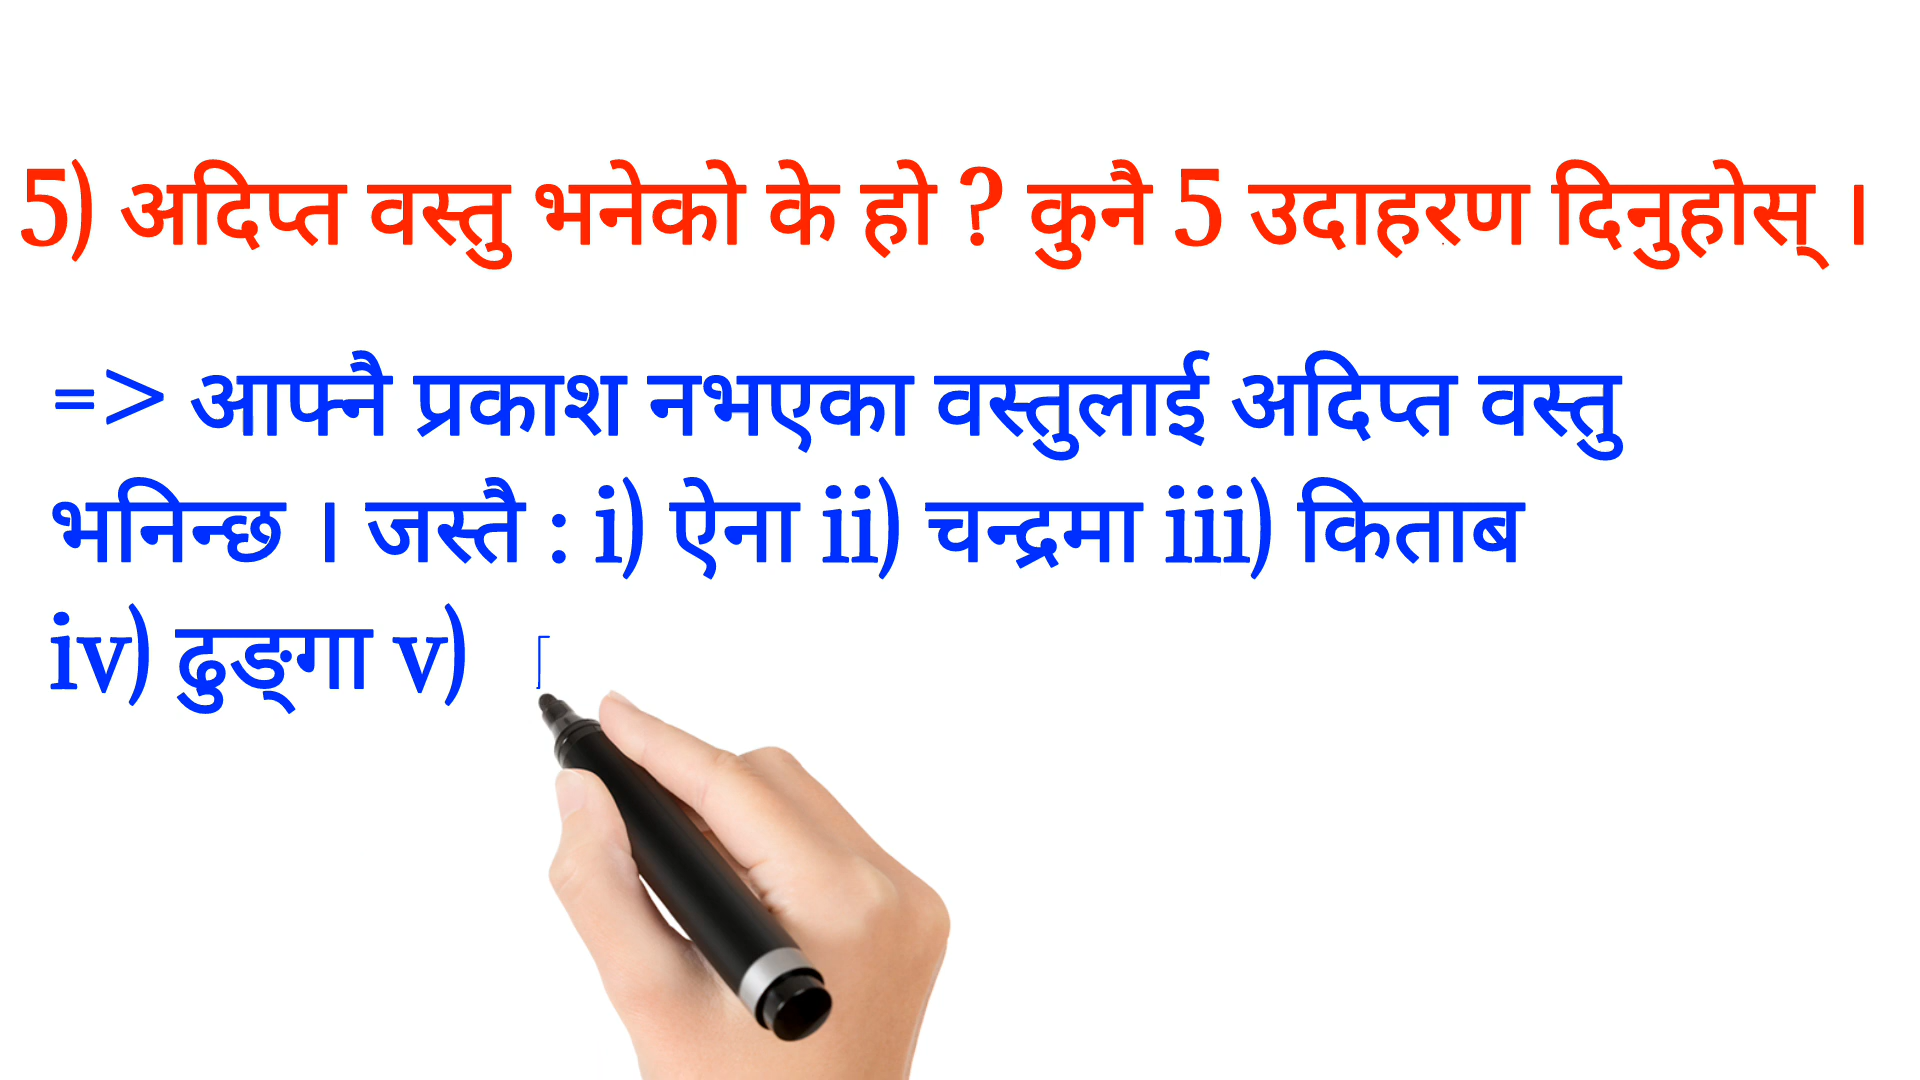 5) अदिप्त वस्तु भनेको के हो ? कुनै 5 उदाहरण दिनुहोस् ।
=> आफ्नै प्रकाश नभएका वस्तुलाई अदिप्त वस्तु
भनिन्छ । जस्तै : i) ऐना ii) चन्द्रमा iii) किताब
iv) ढुङ्गा v)